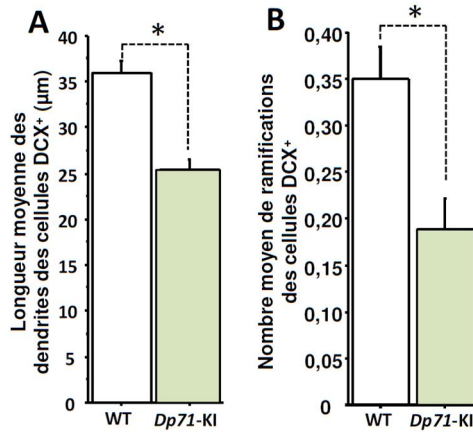 A
*
40
35
30
25
20
15
10
5
0
Longueur moyenne des
dendrites des cellules DCX⁺ (µm)
WT
Dp71-KI
B
*
0,40
0,35
0,30
0,25
0,20
0,15
0,10
0,05
0
Nombre moyen de ramifications
des cellules DCX⁺
WT
Dp71-KI